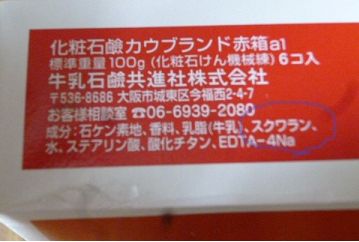 化粧石鹸カウブランド赤箱a1
標準重量100g(化粧石けん機械練)6コ入
牛乳石鹸共進社株式会社
〒536-8686 大阪市城東区今福西2-4-7
お客様相談室☎06-6939-2080
成分:石ケン素地、香料、乳脂(牛乳)、スクワラン、
水、ステアリン酸、酸化チタン、EDTA-4Na